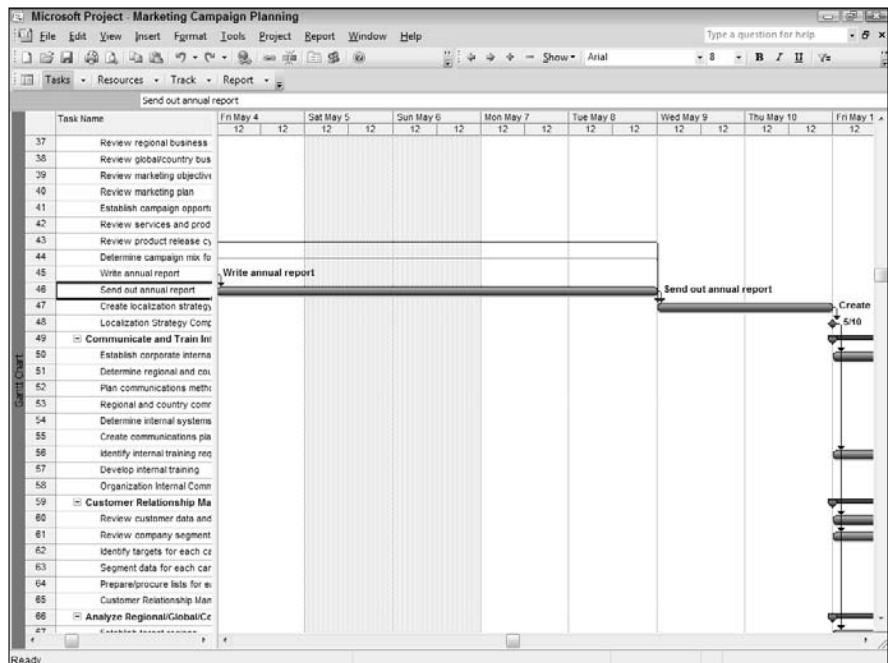 Microsoft Project - Marketing Campaign Planning
File Edit View Insert Format Tools Project Report Window Help
Type a question for help
Show Arial 8 B I U
Tasks Resources Track Report
Send out annual report
Task Name Fri May 4 Sat May 5 Sun May 6 Mon May 7 Tue May 8 Wed May 9 Thu May 10 Fri May 1
12 12 12 12 12 12 12 12 12 12 12 12 12 12 12
37 Review regional business
38 Review global/country bus
39 Review marketing objective
40 Review marketing plan
41 Establish campaign opportu
42 Review services and prod
43 Review product release cy
44 Determine campaign mix fo
45 Write annual report Write annual report
46 Send out annual report Send out annual report
47 Create localization strategy Create
48 Localization Strategy Comp 5/10
49 Communicate and Train Int
50 Establish corporate interna
51 Determine regional and cou
52 Plan communications metho
53 Regional and country comm
54 Determine internal systems
55 Create communications pla
56 Identify internal training req
57 Develop internal training
58 Organization Internal Comm
59 Customer Relationship Ma
60 Review customer data and
61 Review company segment
62 Identify targets for each ca
63 Segment data for each car
64 Prepare/procure lists for ea
65 Customer Relationship Man
66 Analyze Regional/Global/Co
67 Establish target regions
Gantt Chart
Ready